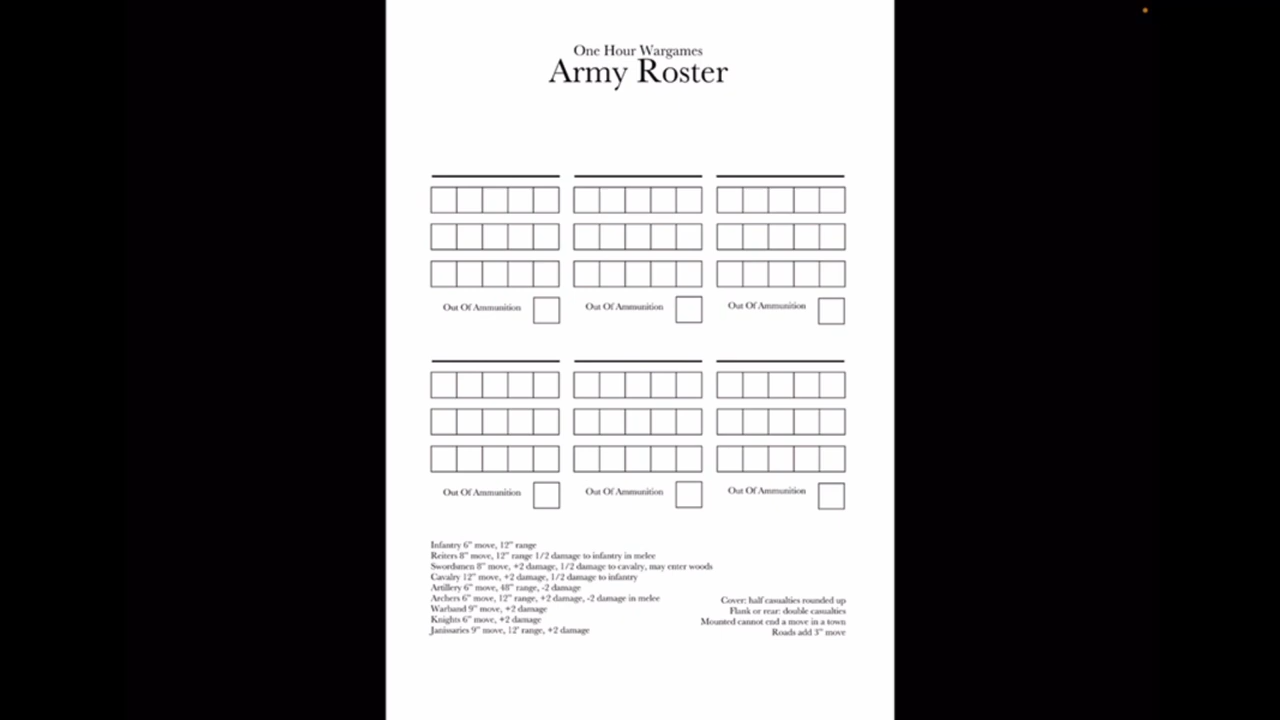 One Hour Wargames
Army Roster
Out Of Ammunition
Out Of Ammunition
Out Of Ammunition
Out Of Ammunition
Out Of Ammunition
Out Of Ammunition
Infantry 6" move, 12" range
Reiters 8" move, 12" range 1/2 damage to infantry in melee
Swordsmen 8" move, +2 damage, 1/2 damage to cavalry, may enter woods
Cavalry 12" move, +2 damage, 1/2 damage to infantry
Artillery 6" move, 48" range, -2 damage
Archers 6" move, 12" range, +2 damage, -2 damage in melee
Warband 9" move, +2 damage
Knights 6" move, +2 damage
Janissaries 9" move, 12' range, +2 damage
Cover: half casualties rounded up
Flank or rear: double casualties
Mounted cannot end a move in a town
Roads add 3" move